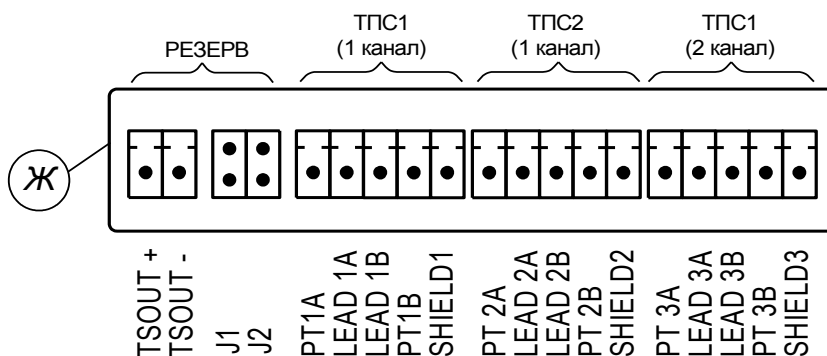 РЕЗЕРВ
ТПС1
(1 канал)
ТПС2
(1 канал)
ТПС1
(2 канал)
Ж
TSOUT +
TSOUT -
J1
J2
PT1A
LEAD 1A
LEAD 1B
PT1B
SHIELD1
PT 2A
LEAD 2A
LEAD 2B
PT 2B
SHIELD2
PT 3A
LEAD 3A
LEAD 3B
PT 3B
SHIELD3